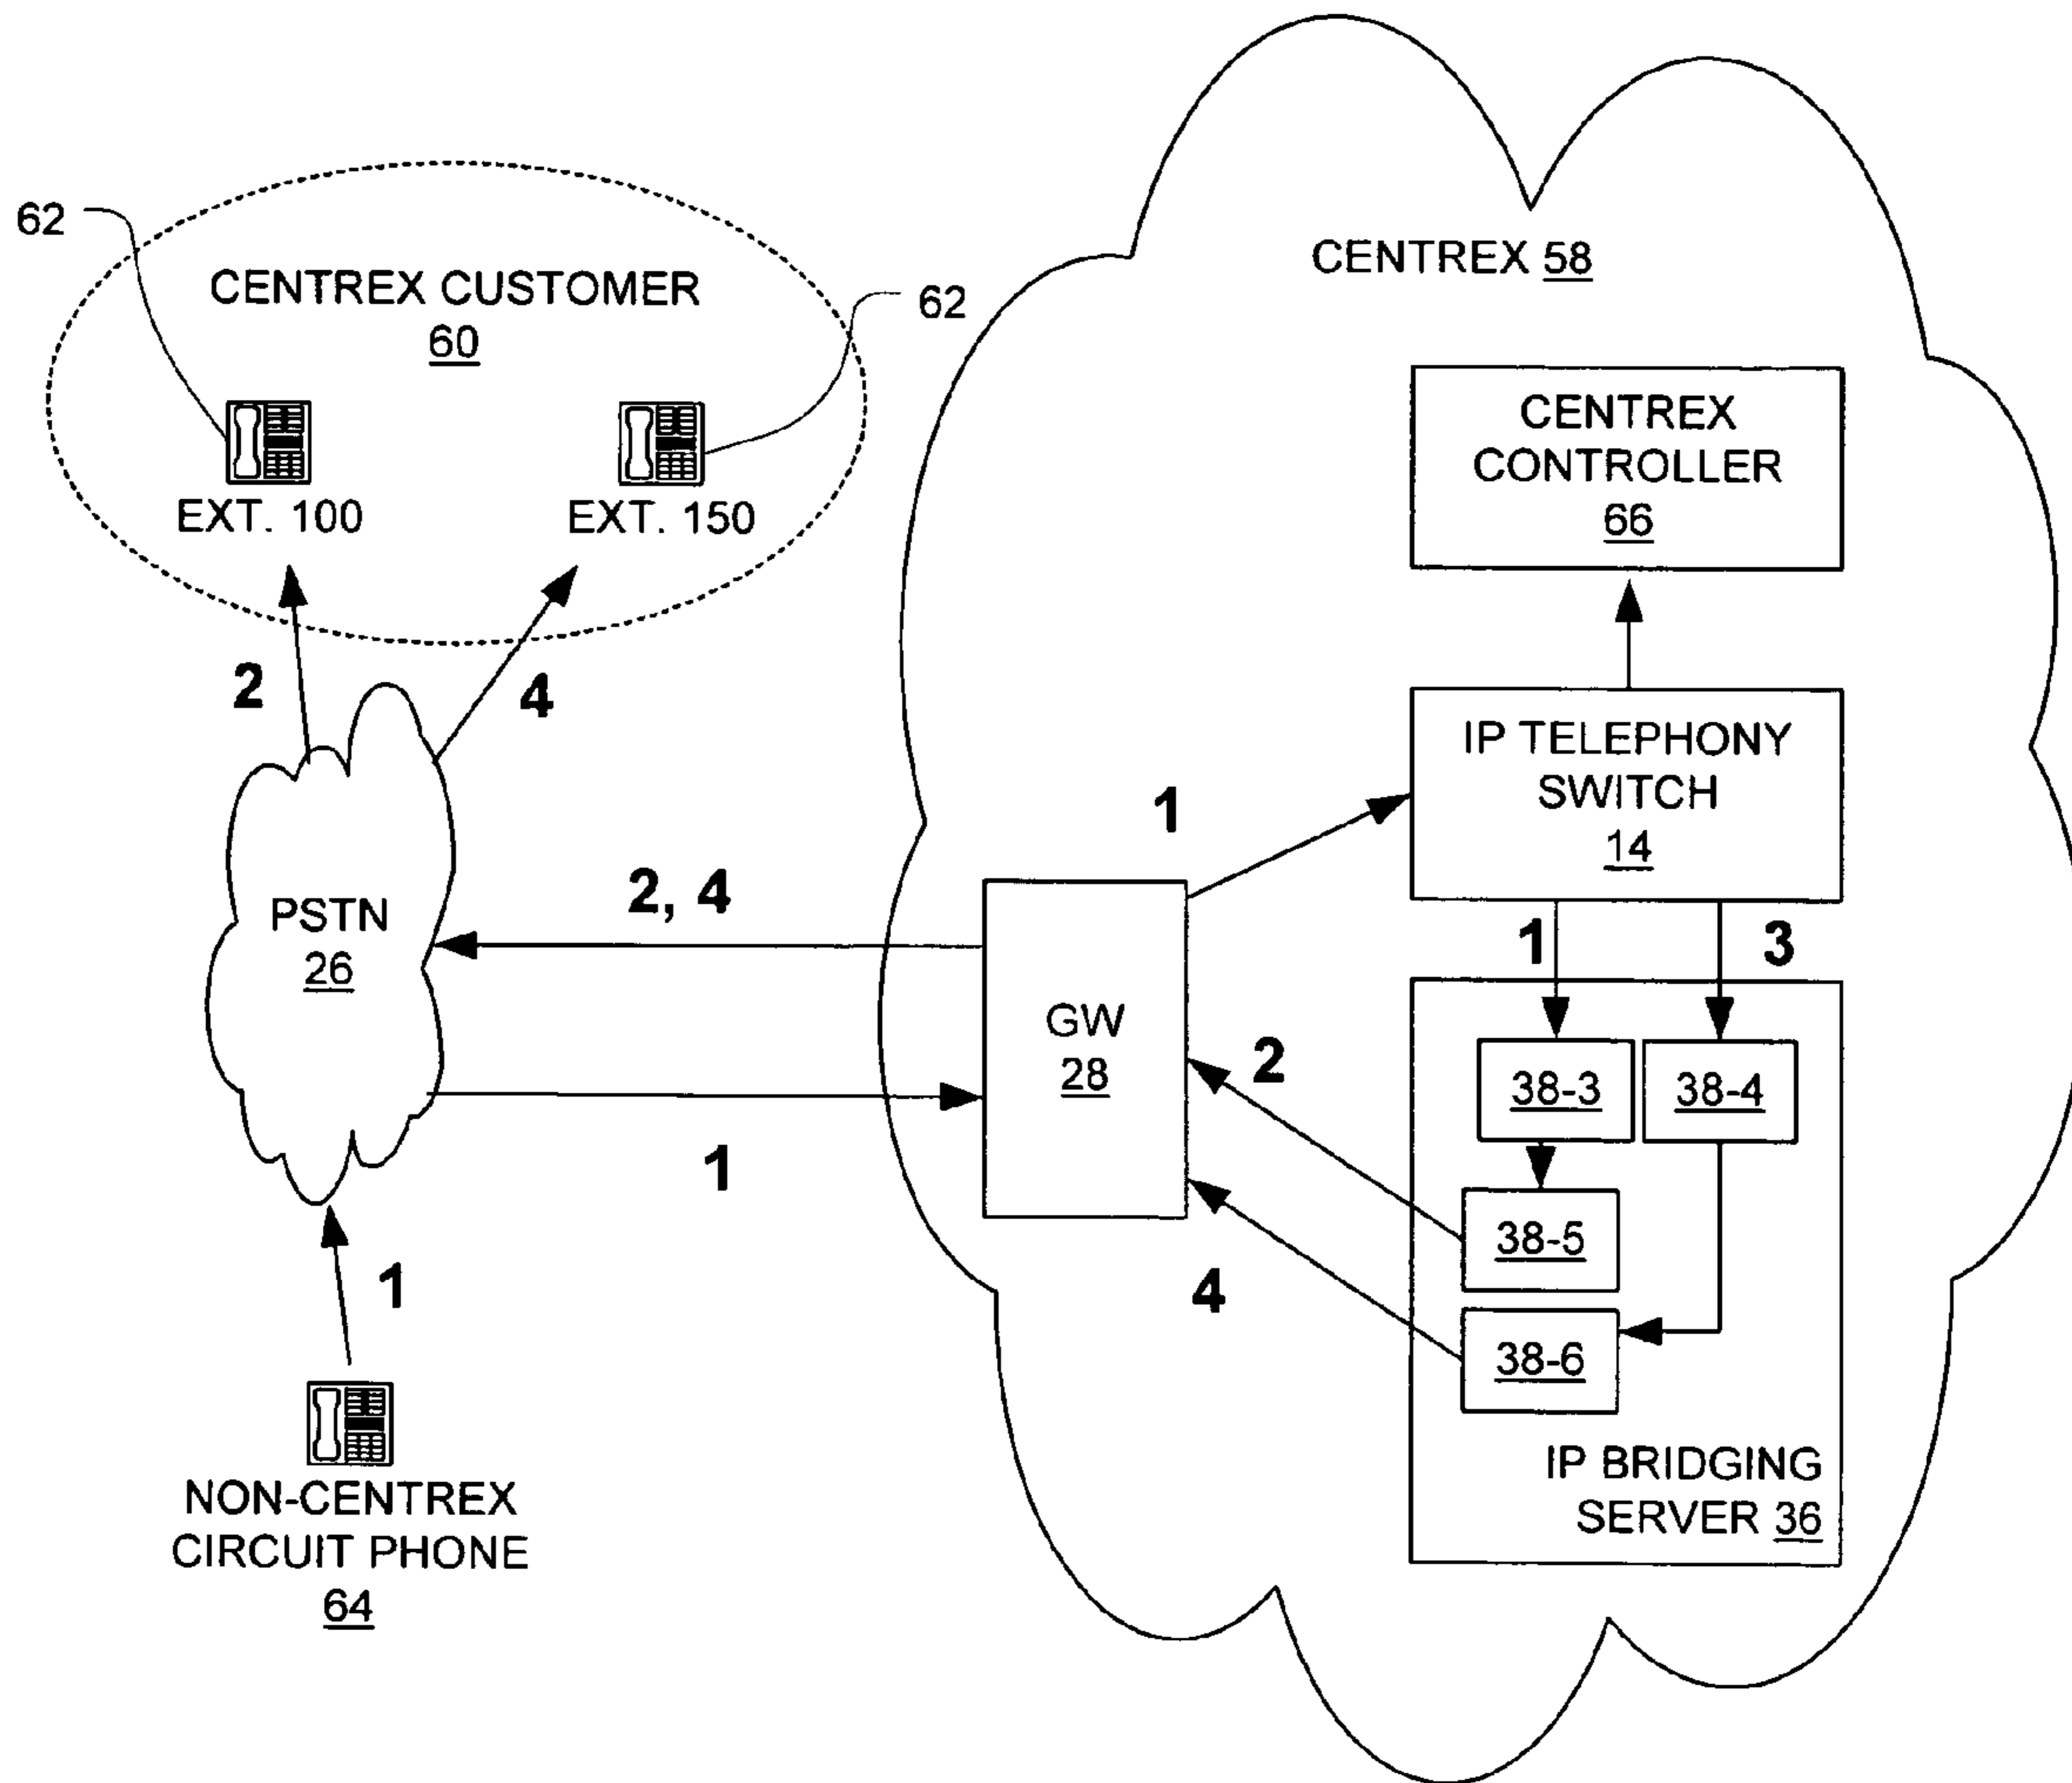 CENTREX 58
62
CENTREX CUSTOMER
60
62
EXT. 100
EXT. 150
CENTREX
CONTROLLER
66
2
4
IP TELEPHONY
SWITCH
14
1
2, 4
PSTN
26
1
3
GW
28
2
38-3
38-4
1
38-5
4
1
38-6
NON-CENTREX
CIRCUIT PHONE
64
IP BRIDGING
SERVER 36